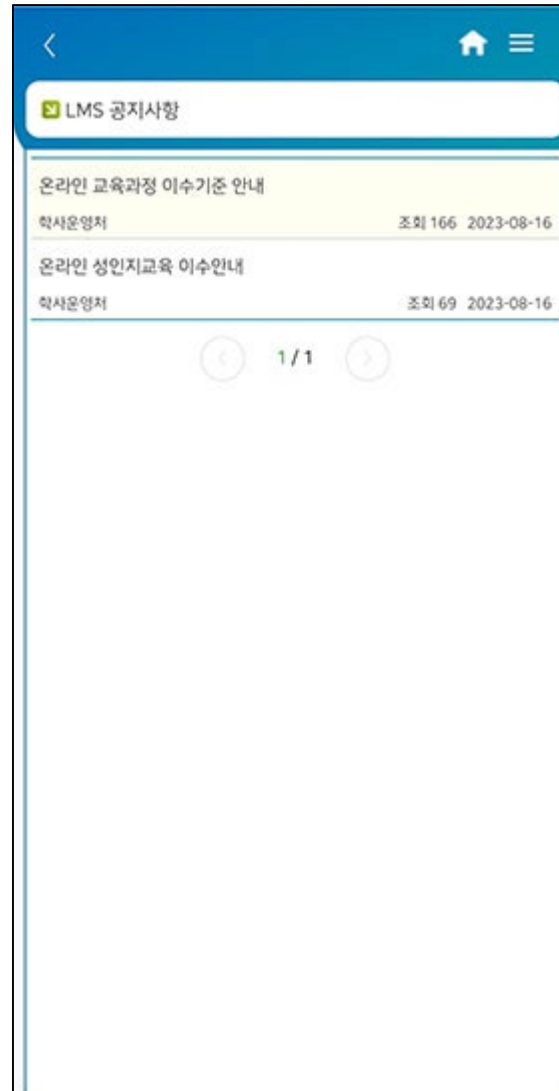 LMS 공지사항
온라인 교육과정 이수기준 안내
학사운영처 조회 166 2023-08-16
온라인 성인지교육 이수안내
학사운영처 조회 69 2023-08-16
1 / 1